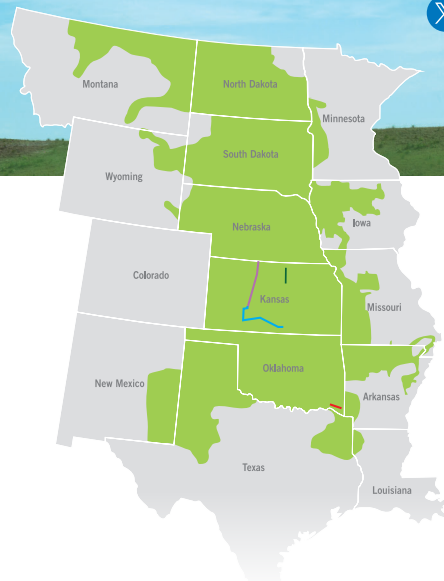 Montana
North Dakota
Minnesota
South Dakota
Wyoming
Nebraska
Iowa
Colorado
Kansas
Missouri
Oklahoma
New Mexico
Arkansas
Texas
Louisiana